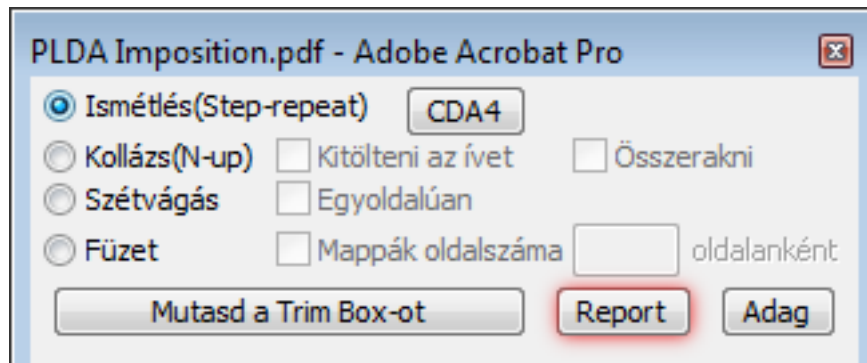 PLDA Imposition.pdf - Adobe Acrobat Pro
Ismétlés(Step-repeat) CDA4
Kollázs(N-up) Kitölteni az ívet Összerakni
Szétvágás Egyoldalúan
Füzet Mappák oldalszáma oldalanként
Mutasd a Trim Box-ot Report Adag